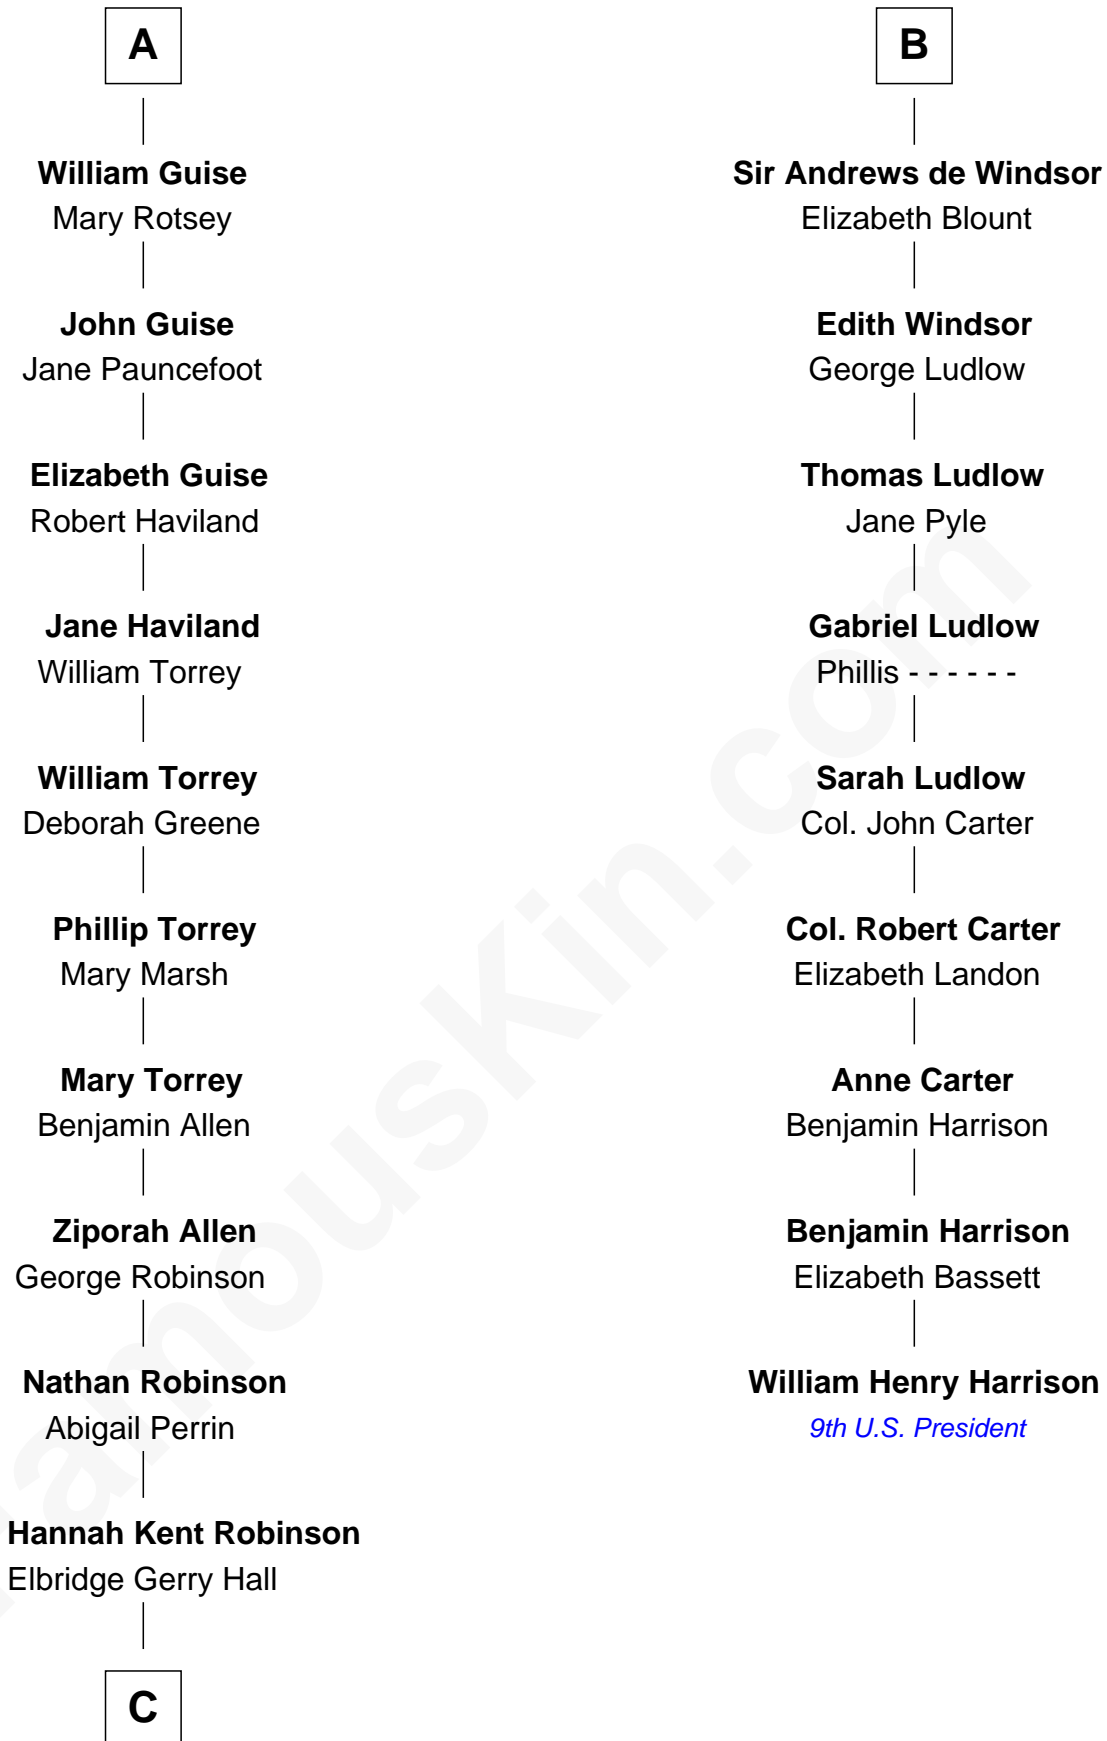 A
William Guise
Mary Rotsey
John Guise
Jane Pauncefoot
Elizabeth Guise
Robert Haviland
Jane Haviland
William Torrey
William Torrey
Deborah Greene
Phillip Torrey
Mary Marsh
Mary Torrey
Benjamin Allen
Ziporah Allen
George Robinson
Nathan Robinson
Abigail Perrin
Hannah Kent Robinson
Elbridge Gerry Hall
C
B
Sir Andrews de Windsor
Elizabeth Blount
Edith Windsor
George Ludlow
Thomas Ludlow
Jane Pyle
Gabriel Ludlow
Phillis - - - - - -
Sarah Ludlow
Col. John Carter
Col. Robert Carter
Elizabeth Landon
Anne Carter
Benjamin Harrison
Benjamin Harrison
Elizabeth Bassett
William Henry Harrison
9th U.S. President
FamousKin.com